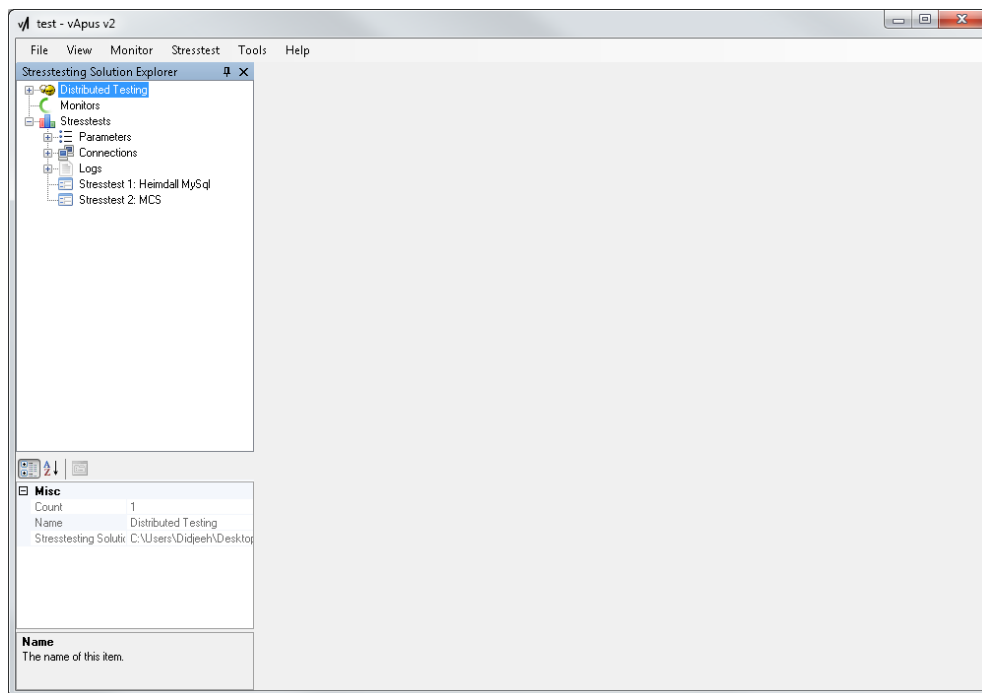 test - vApus v2
File View Monitor Stresstest Tools Help
Stresstesting Solution Explorer
Distributed Testing
Monitors
Stresstests
Parameters
Connections
Logs
Stresstest 1: Heimdall MySql
Stresstest 2: MCS
Misc
Count 1
Name Distributed Testing
Stresstesting Solutic C:\Users\Didjeeh\Desktop
Name
The name of this item.